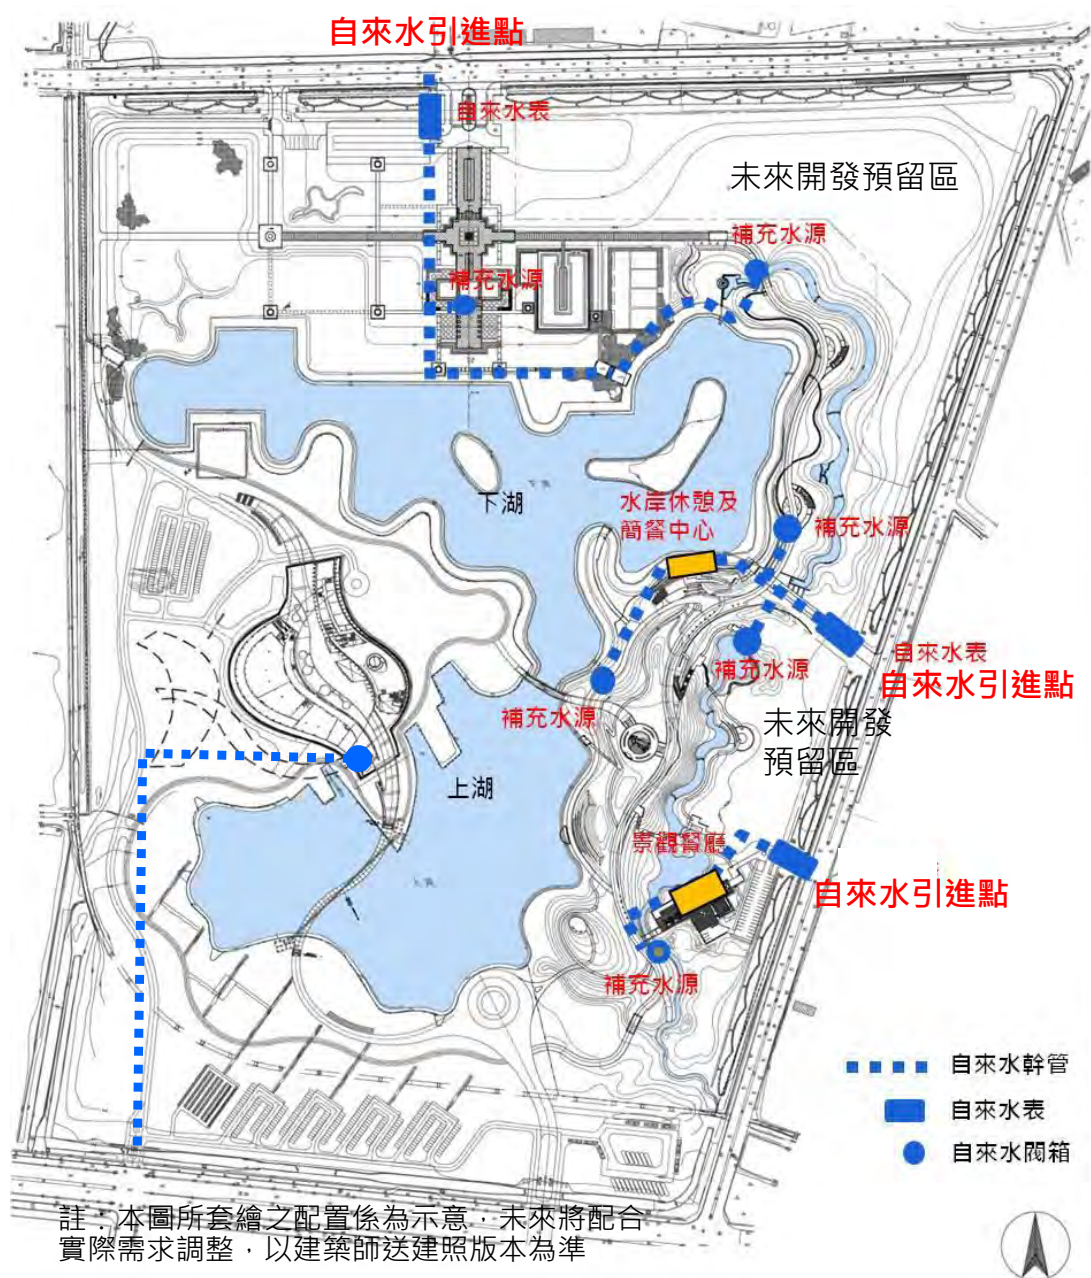 自來水引進點
自來水表
未來開發預留區
補充水源
補充水源
下湖
水岸休憩及
簡餐中心
補充水源
自來水表
補充水源
自來水引進點
補充水源
未來開發
預留區
上湖
景觀餐廳
自來水引進點
補充水源
自來水幹管
自來水表
自來水閥箱
註：本圖所套繪之配置係為示意，未來將配合
實際需求調整，以建築師送建照版本為準